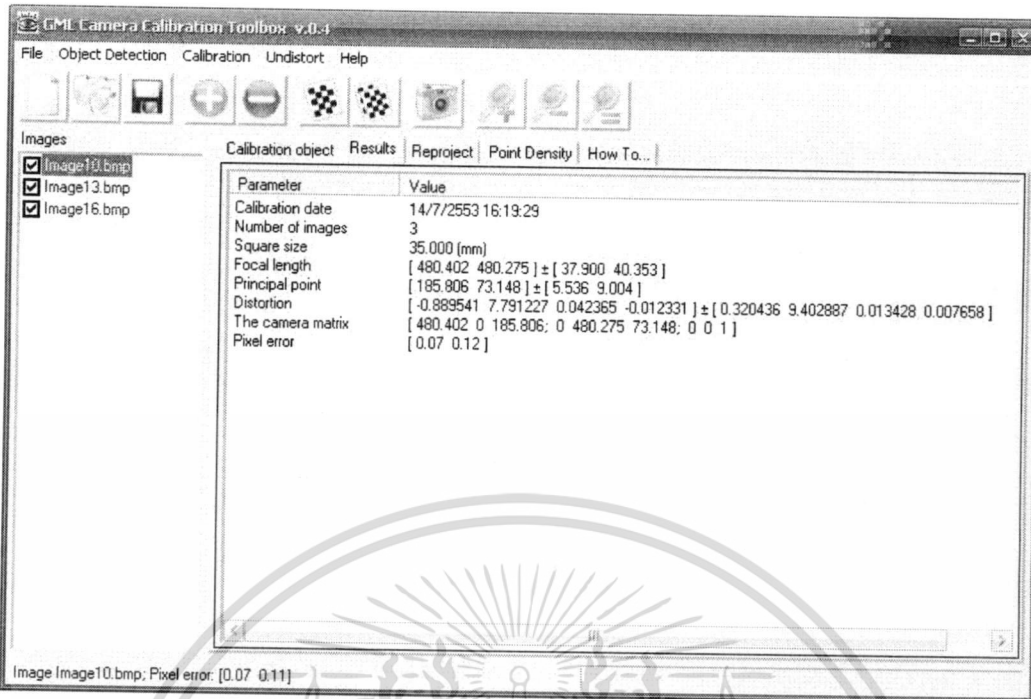 GML Camera Calibration Toolbox v.0.4
File Object Detection Calibration Undistort Help
Images
Image10.bmp
Image13.bmp
Image16.bmp
Calibration object Results Reproject Point Density How To...
Parameter Value
Calibration date 14/7/2553 16:19:29
Number of images 3
Square size 35.000 (mm)
Focal length [ 480.402 480.275 ] ± [ 37.900 40.353 ]
Principal point [ 185.806 73.148 ] ± [ 5.536 9.004 ]
Distortion [ -0.889541 7.791227 0.042365 -0.012331 ] ± [ 0.320436 9.402887 0.013428 0.007658 ]
The camera matrix [ 480.402 0 185.806; 0 480.275 73.148; 0 0 1 ]
Pixel error [ 0.07 0.12 ]
Image Image10.bmp; Pixel error: [0.07 0.11]